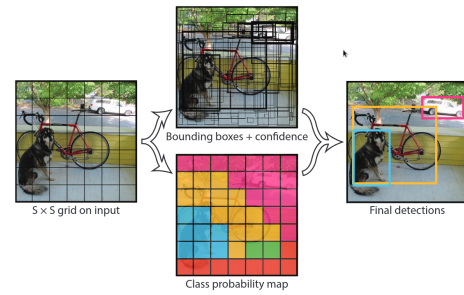 Bounding boxes + confidence
S × S grid on input
Final detections
Class probability map